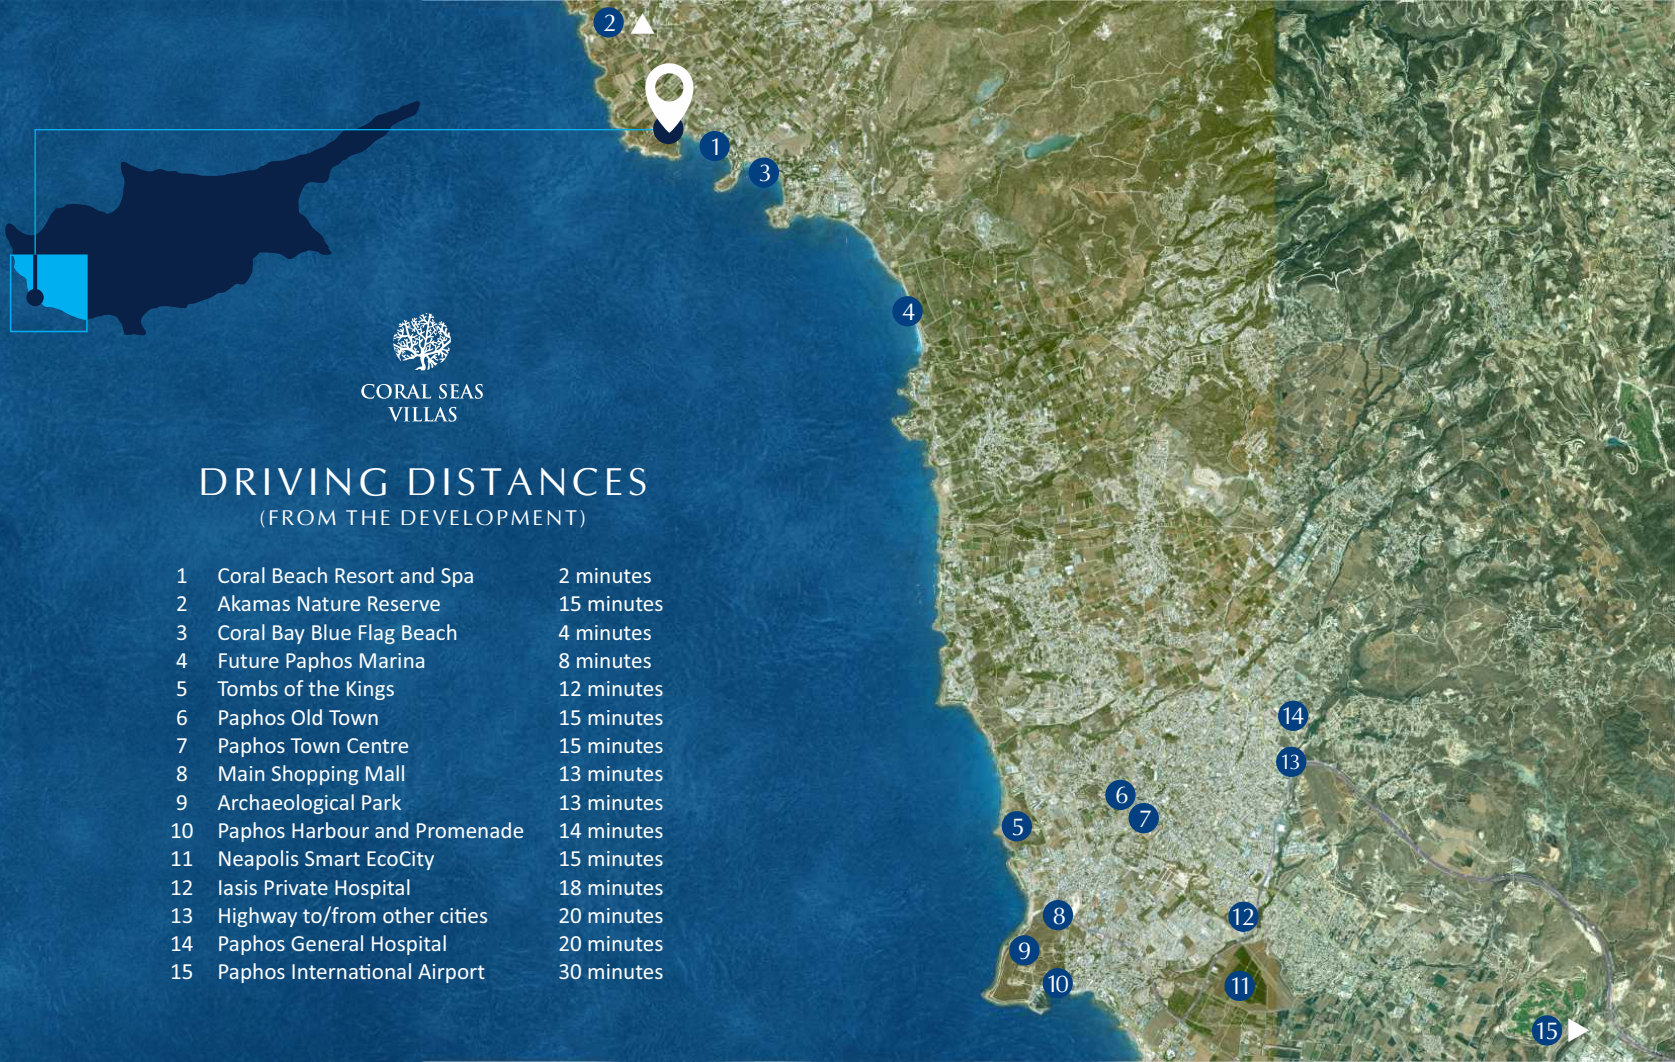 2
1
3
4
CORAL SEAS
VILLAS
DRIVING DISTANCES
(FROM THE DEVELOPMENT)
1 Coral Beach Resort and Spa 2 minutes
2 Akamas Nature Reserve 15 minutes
3 Coral Bay Blue Flag Beach 4 minutes
4 Future Paphos Marina 8 minutes
5 Tombs of the Kings 12 minutes
6 Paphos Old Town 15 minutes
7 Paphos Town Centre 15 minutes
8 Main Shopping Mall 13 minutes
9 Archaeological Park 13 minutes
10 Paphos Harbour and Promenade 14 minutes
11 Neapolis Smart EcoCity 15 minutes
12 Iasis Private Hospital 18 minutes
13 Highway to/from other cities 20 minutes
14 Paphos General Hospital 20 minutes
15 Paphos International Airport 30 minutes
14
13
6
7
5
8
12
9
10
11
15